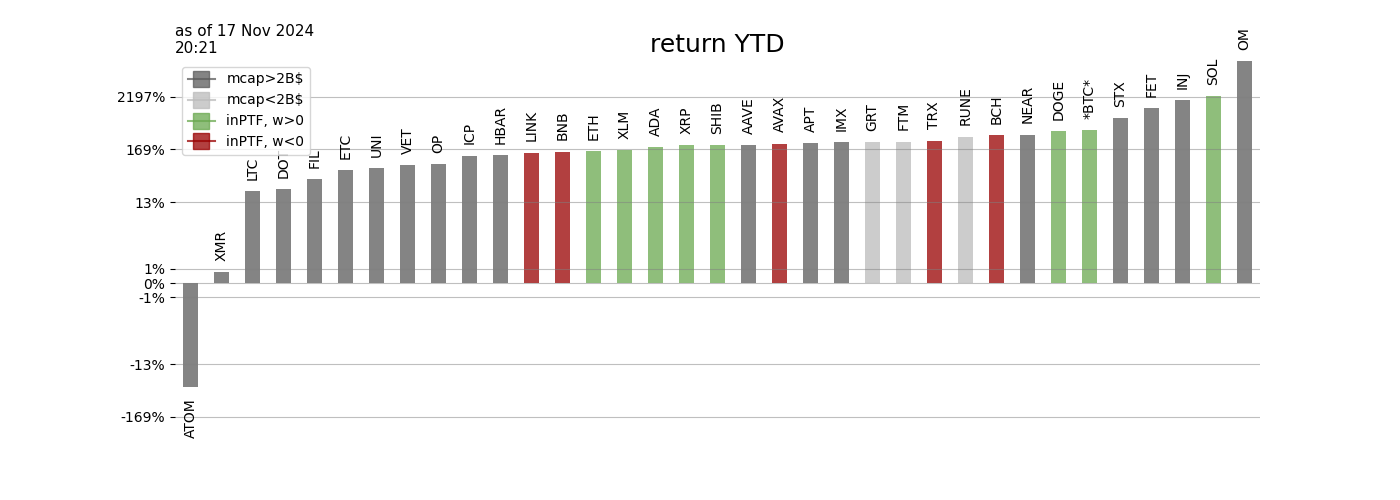 as of 17 Nov 2024
20:21
return YTD
mcap>2B$
mcap<2B$
inPTF, w>0
inPTF, w<0
2197%
169%
13%
1%
0%
-1%
-13%
-169%
ATOM
XMR
LTC
DOT
FIL
ETC
UNI
VET
OP
ICP
HBAR
LINK
BNB
ETH
XLM
ADA
XRP
SHIB
AAVE
AVAX
APT
IMX
GRT
FTM
TRX
RUNE
BCH
NEAR
DOGE
*BTC*
STX
FET
INJ
SOL
OM